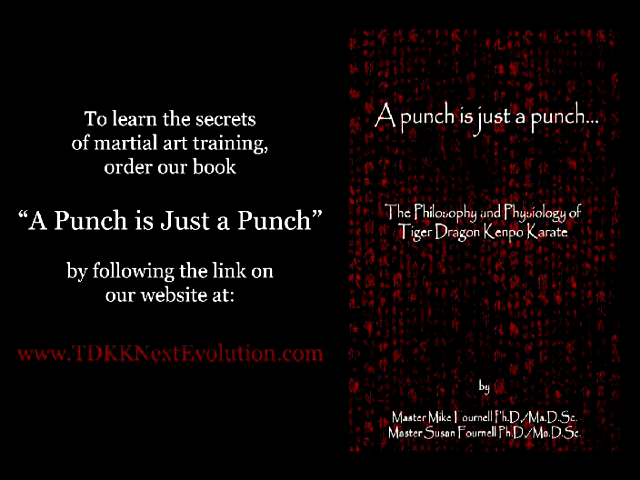 To learn the secrets
of martial art training,
order our book
“A Punch is Just a Punch”
by following the link on
our website at:
www.TDKKNextEvolution.com
A punch is just a punch...
The Philosophy and Physiology of
Tiger Dragon Kenpo Karate
by
Master Mike Fournell Ph.D./Ma.D.Sc.
Master Susan Fournell Ph.D./Ma.D.Sc.